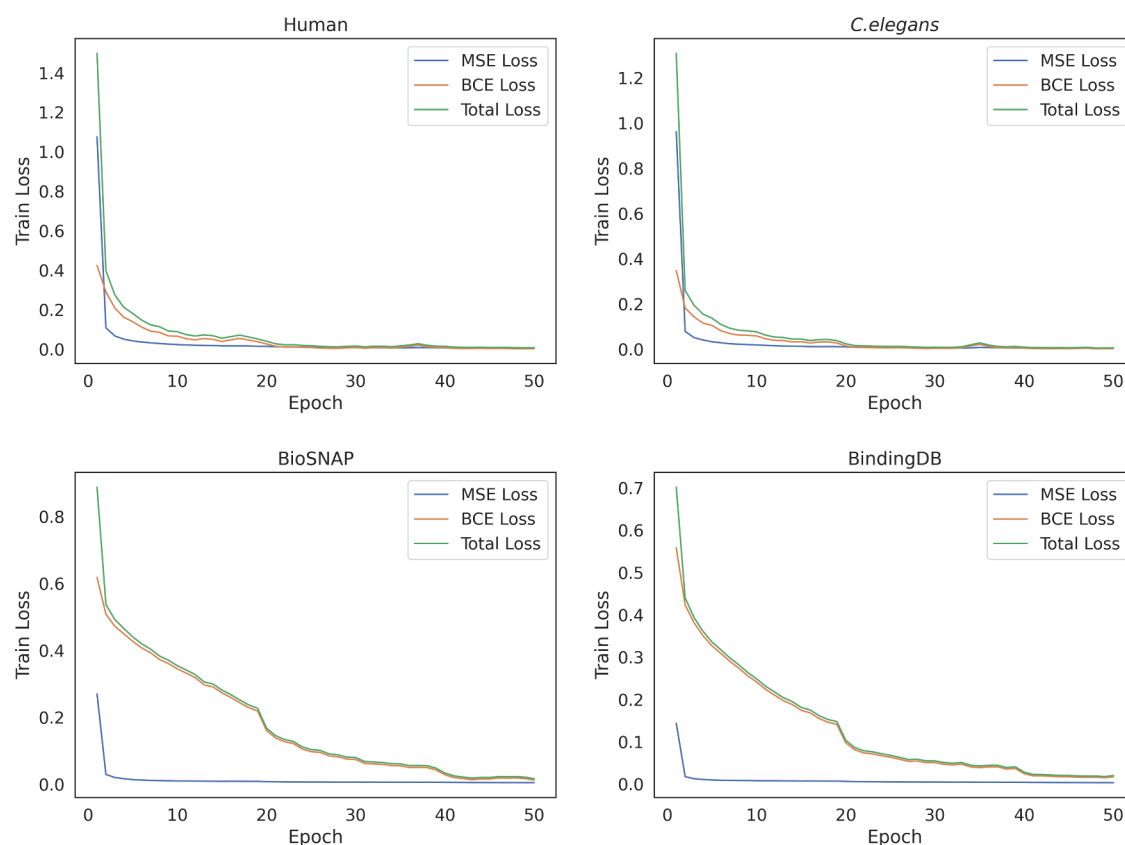 Human
MSE Loss
BCE Loss
Total Loss
1.4
1.2
1.0
0.8
0.6
0.4
0.2
0.0
Train Loss
0 10 20 30 40 50
Epoch
C.elegans
MSE Loss
BCE Loss
Total Loss
1.2
1.0
0.8
0.6
0.4
0.2
0.0
Train Loss
0 10 20 30 40 50
Epoch
BioSNAP
MSE Loss
BCE Loss
Total Loss
0.8
0.6
0.4
0.2
0.0
Train Loss
0 10 20 30 40 50
Epoch
BindingDB
MSE Loss
BCE Loss
Total Loss
0.7
0.6
0.5
0.4
0.3
0.2
0.1
0.0
Train Loss
0 10 20 30 40 50
Epoch